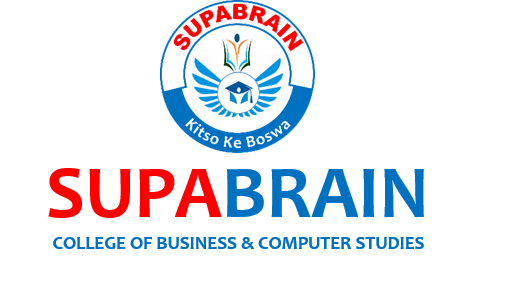 SUPABRAIN
Kitso Ke Boswa
SUPABRAIN
COLLEGE OF BUSINESS & COMPUTER STUDIES